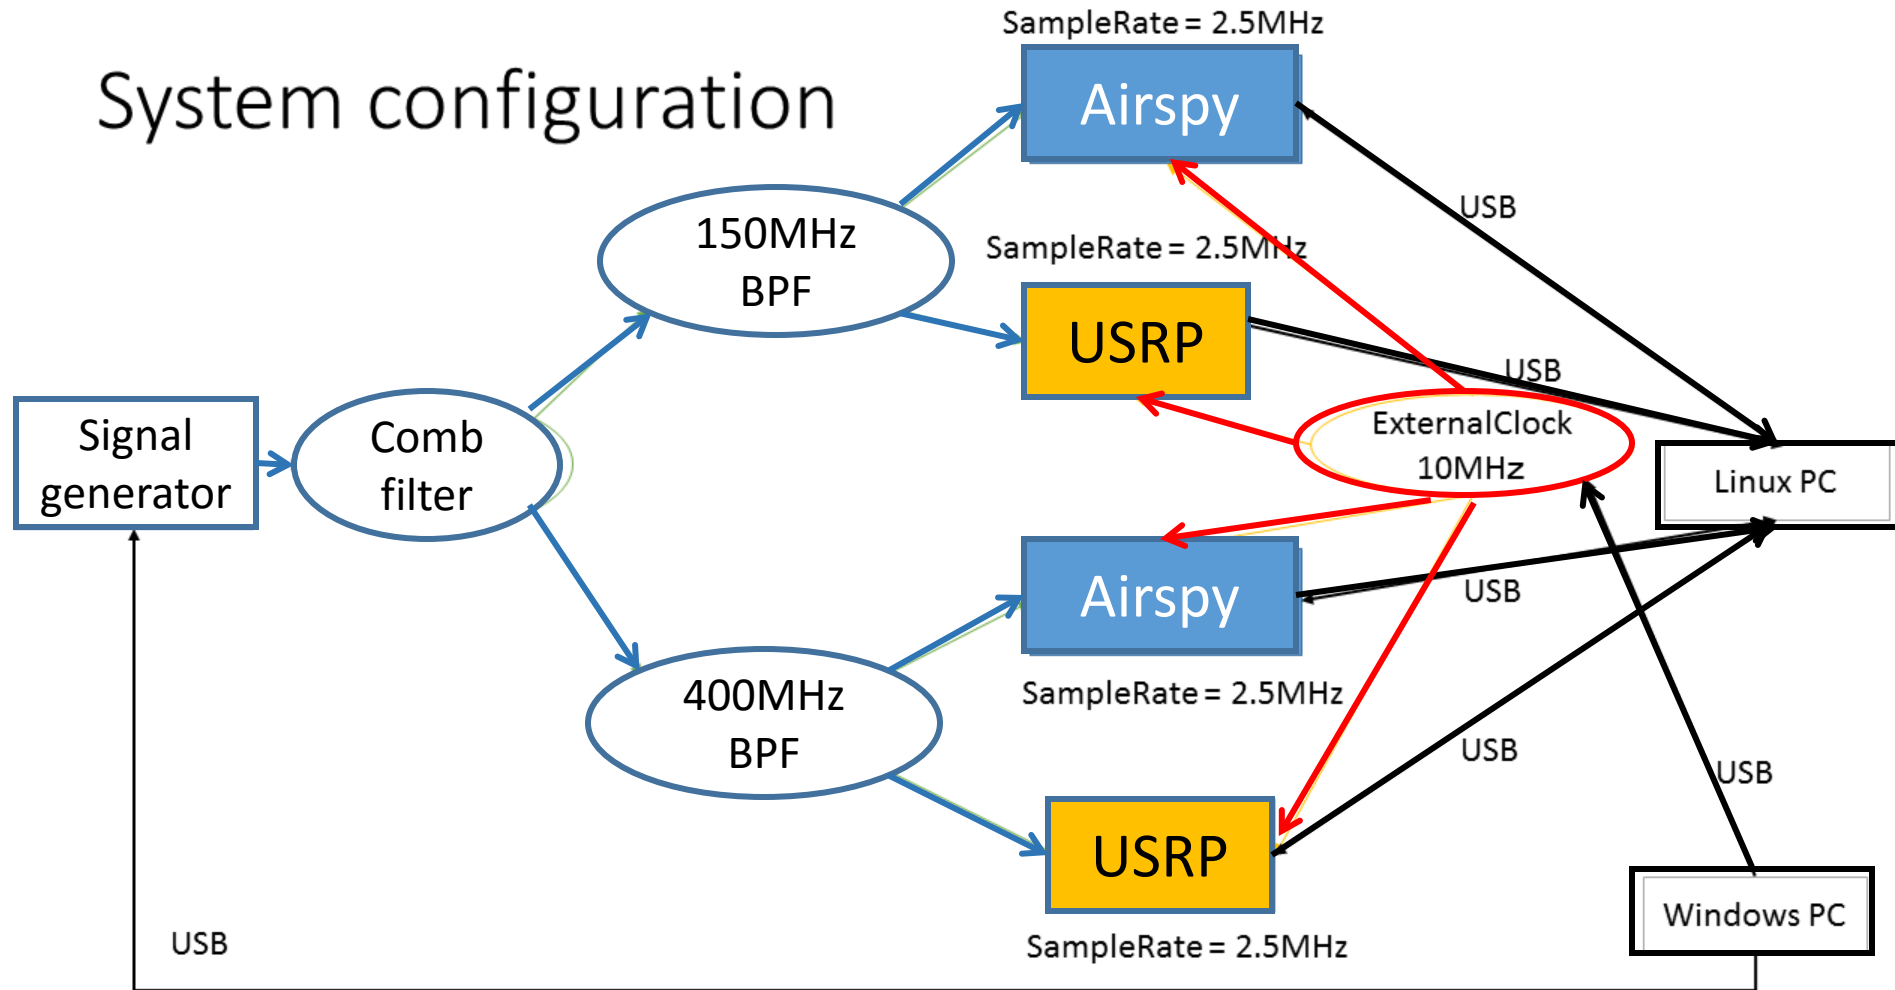 System configuration
SampleRate = 2.5MHz
Airspy
USB
150MHz
BPF
SampleRate = 2.5MHz
USRP
USB
Signal
generator
Comb
filter
ExternalClock
10MHz
Linux PC
Airspy
USB
400MHz
BPF
SampleRate = 2.5MHz
USB
USB
USRP
Windows PC
USB
SampleRate = 2.5MHz